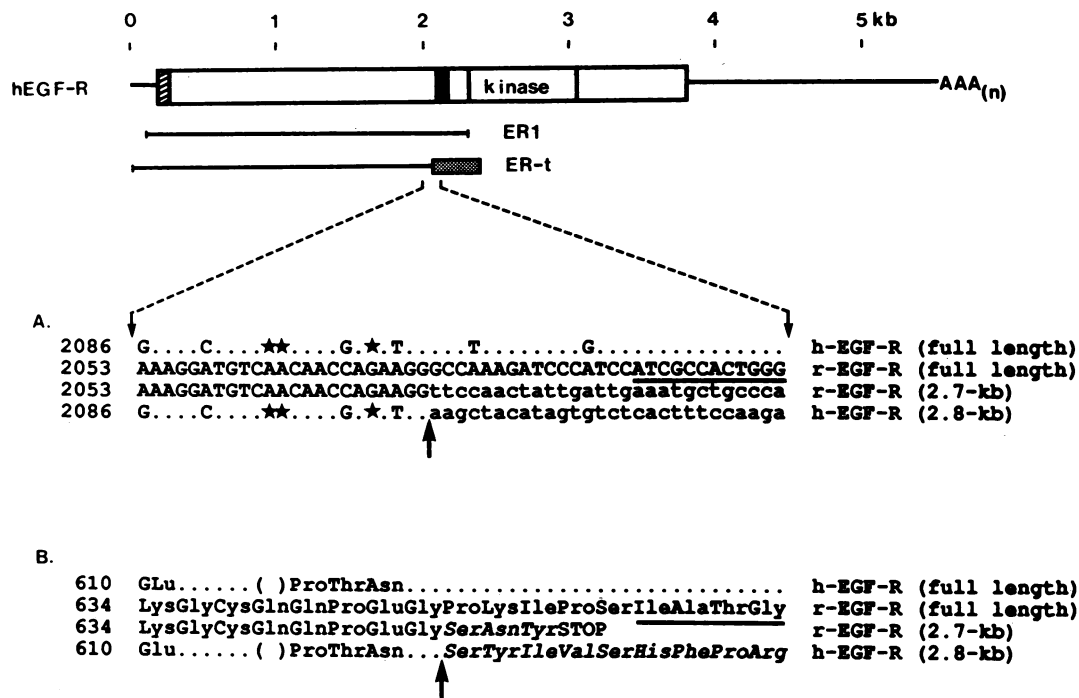 0 1 2 3 4 5 kb
hEGF-R kinase AAA(n)
ER1
ER-t
A.
2086 G....C....★★....G.★.T.....T........G............... h-EGF-R (full length)
2053 AAAGGATGTCAACAACCAGAAGGGCCAAAGATCCCATCCATCGCCACTGGG r-EGF-R (full length)
2053 AAAGGATGTCAACAACCAGAAGGttccaactattgattgaaatgctgccca r-EGF-R (2.7-kb)
2086 G....C....★★....G.★.T..aagctacatagtgtctcactttccaaga h-EGF-R (2.8-kb)
B.
610 GLu......( )ProThrAsn.............................. h-EGF-R (full length)
634 LysGlyCysGlnGlnProGluGlyProLysIleProSerIleAlaThrGly r-EGF-R (full length)
634 LysGlyCysGlnGlnProGluGlySerAsnTyrSTOP r-EGF-R (2.7-kb)
610 Glu......( )ProThrAsn...SerTyrIleValSerHisPheProArg h-EGF-R (2.8-kb)